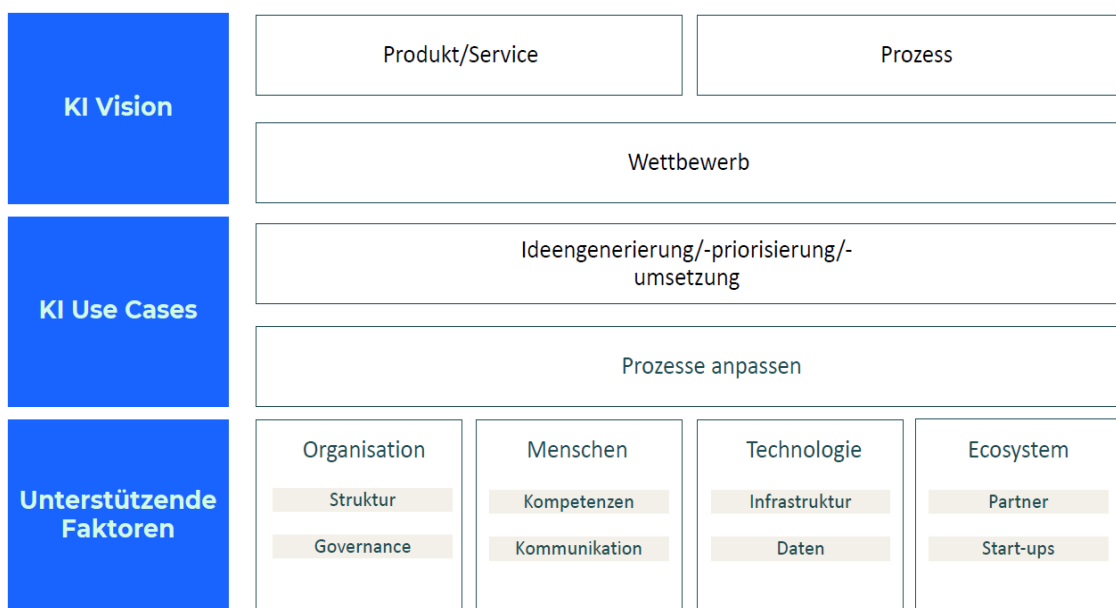 KI Vision
Produkt/Service
Prozess
Wettbewerb
KI Use Cases
Ideengenerierung/-priorisierung/-
umsetzung
Prozesse anpassen
Unterstützende
Faktoren
Organisation
Struktur
Governance
Menschen
Kompetenzen
Kommunikation
Technologie
Infrastruktur
Daten
Ecosystem
Partner
Start-ups